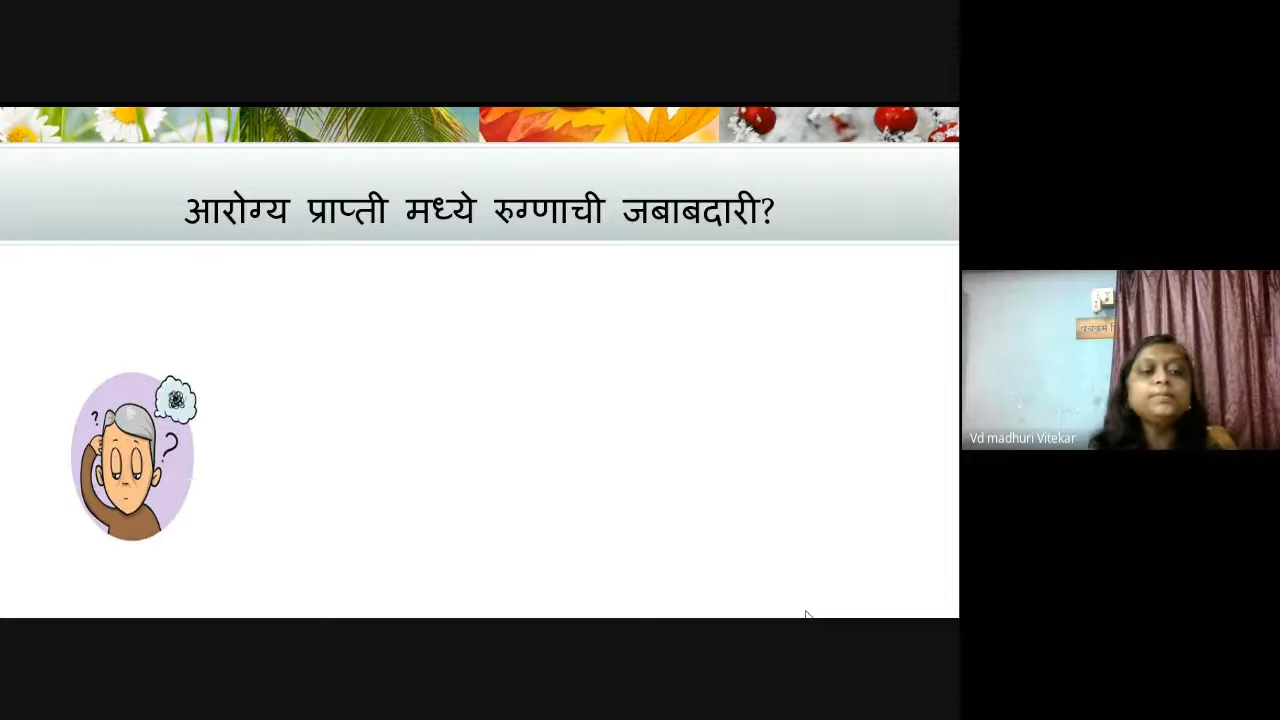 आरोग्य प्राप्ती मध्ये रुग्णाची जबाबदारी?
? ?
Vd madhuri Vitekar